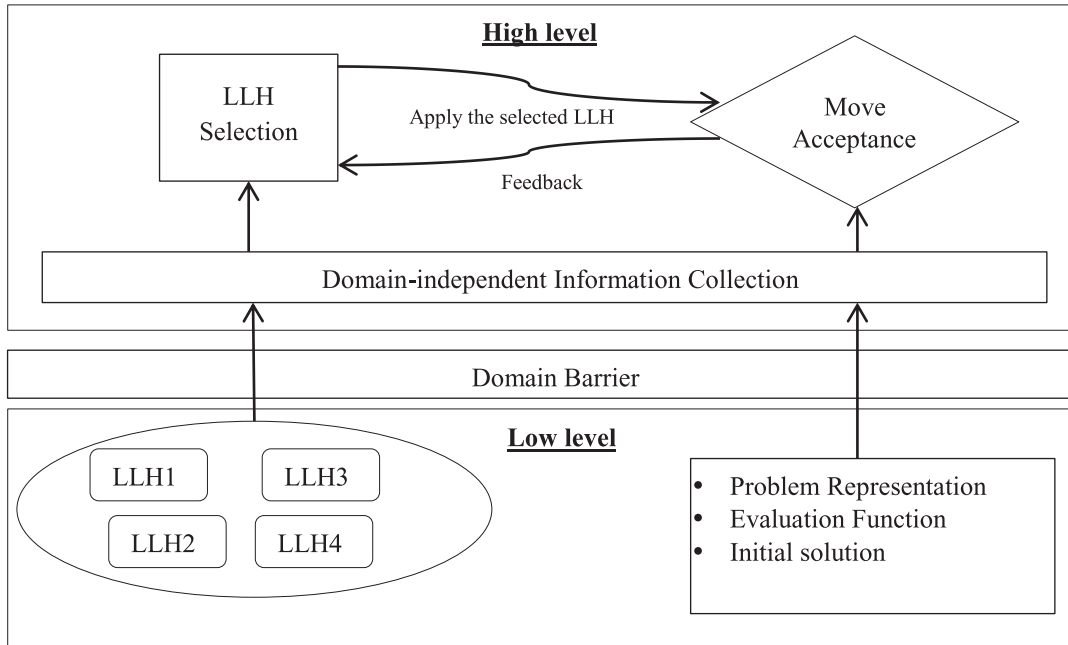 High level
LLH
Selection
Apply the selected LLH
Feedback
Move
Acceptance
Domain-independent Information Collection
Domain Barrier
Low level
LLH1
LLH3
LLH2
LLH4
• Problem Representation
• Evaluation Function
• Initial solution